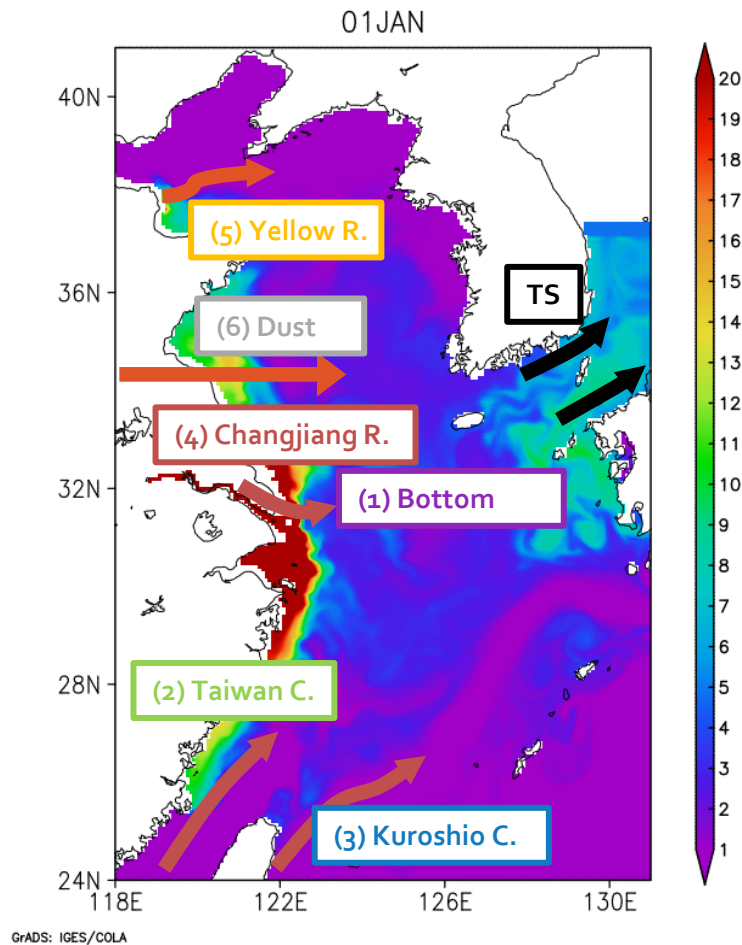 01JAN
40N
36N
32N
28N
24N
118E
122E
126E
130E
(5) Yellow R.
TS
(6) Dust
(4) Changjiang R.
(1) Bottom
(2) Taiwan C.
(3) Kuroshio C.
20
19
18
17
16
15
14
13
12
11
10
9
8
7
6
5
4
3
2
1
GrADS: IGES/COLA